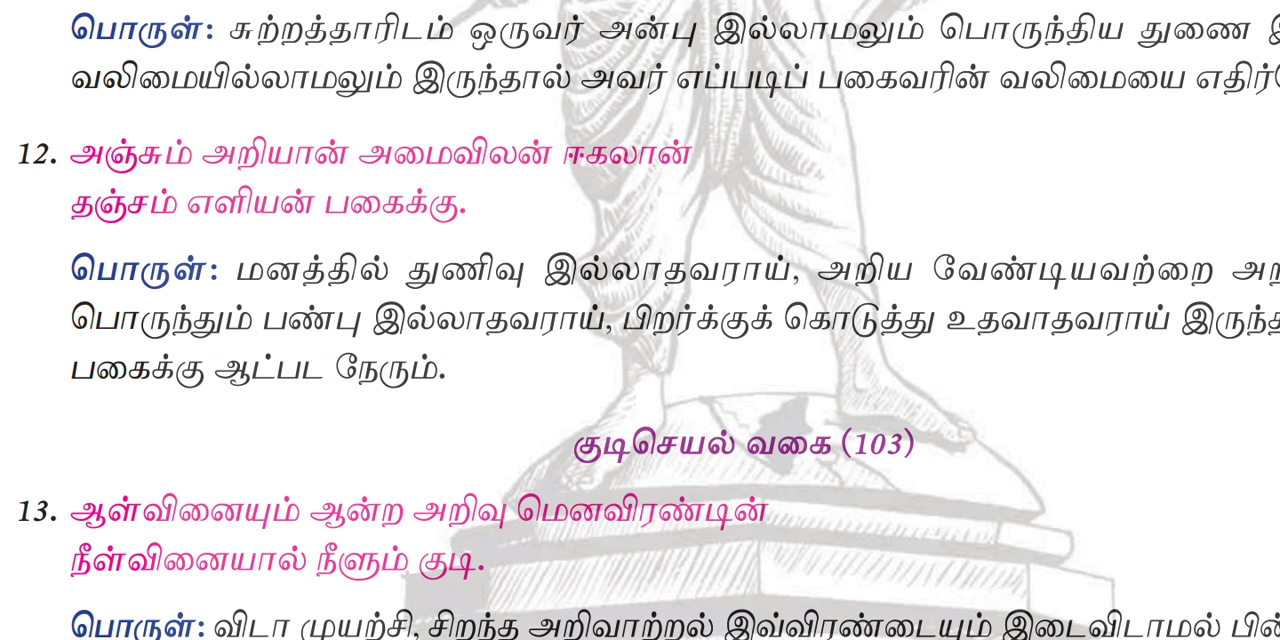 பொருள்: சுற்றத்தாரிடம் ஒருவர் அன்பு இல்லாமலும் பொருந்திய துணை
வலிமையில்லாமலும் இருந்தால் அவர் எப்படிப் பகைவரின் வலிமையை
12. அஞ்சும் அறியான் அமைவிலன் ஈகலான்
தஞ்சம் எளியன் பகைக்கு.
பொருள்: மனத்தில் துணிவு இல்லாதவராய், அறிய வேண்டியவற்றை
பொருந்தும் பண்பு இல்லாதவராய், பிறர்க்குக் கொடுத்து உதவாதவராய்
பகைக்கு ஆட்பட நேரும்.
குடிசெயல் வகை (103)
13. ஆள்வினையும் ஆன்ற அறிவு மெனவிரண்டின்
நீள்வினையால் நீளும் குடி.
பொருள்: விடா முயற்சி, சிறந்த அறிவாற்றல் இவ்விரண்டையும் இடைவிடாமல்